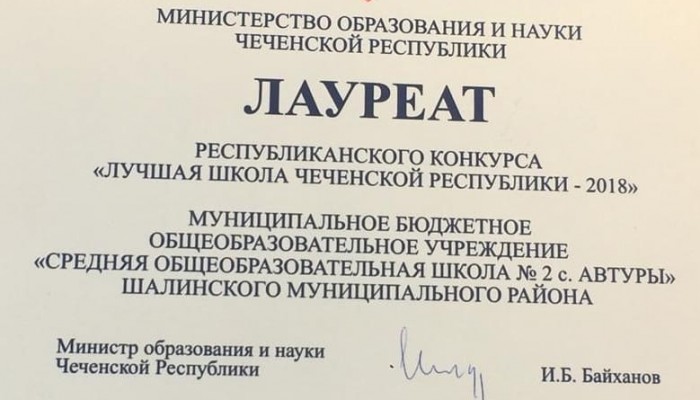 МИНИСТЕРСТВО ОБРАЗОВАНИЯ И НАУКИ
ЧЕЧЕНСКОЙ РЕСПУБЛИКИ
ЛАУРЕАТ
РЕСПУБЛИКАНСКОГО КОНКУРСА
«ЛУЧШАЯ ШКОЛА ЧЕЧЕНСКОЙ РЕСПУБЛИКИ - 2018»
МУНИЦИПАЛЬНОЕ БЮДЖЕТНОЕ
ОБЩЕОБРАЗОВАТЕЛЬНОЕ УЧРЕЖДЕНИЕ
«СРЕДНЯЯ ОБЩЕОБРАЗОВАТЕЛЬНАЯ ШКОЛА № 2 с. АВТУРЫ»
ШАЛИНСКОГО МУНИЦИПАЛЬНОГО РАЙОНА
Министр образования и науки
Чеченской Республики
И.Б. Байханов